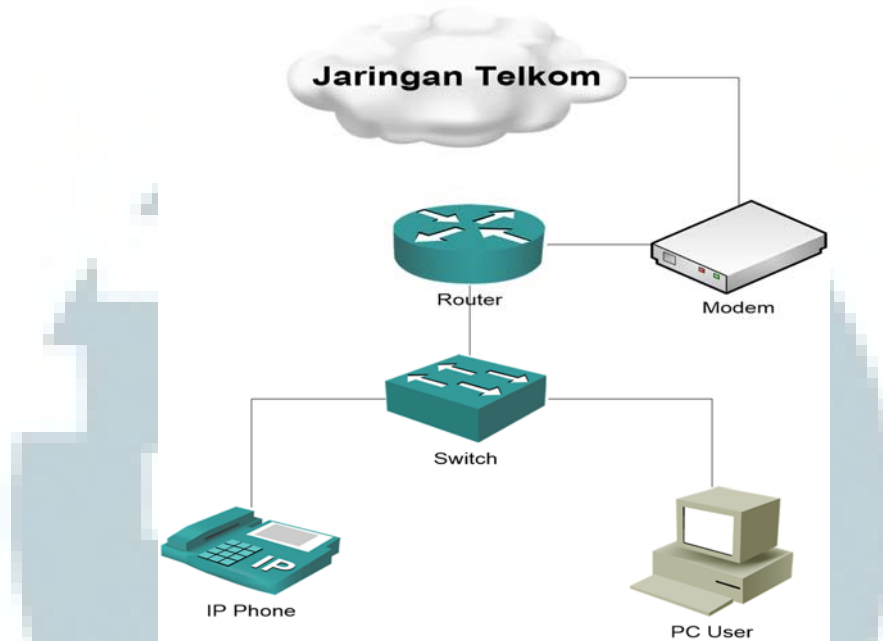 Jaringan Telkom
Router
Modem
Switch
IP
IP Phone
PC User